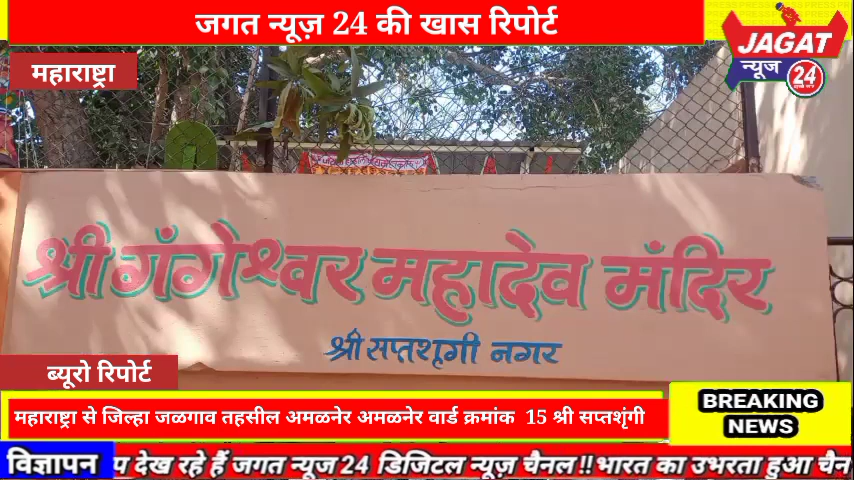 जगत न्यूज़ 24 की खास रिपोर्ट
JAGAT
न्यूज 24
महाराष्ट्रा
श्री गंगेश्वर महादेव मंदिर
श्री सप्तशृगी नगर
ब्यूरो रिपोर्ट
महाराष्ट्रा से जिल्हा जळगाव तहसील अमळनेर अमळनेर वार्ड क्रमांक 15 श्री सप्तशृंगी
BREAKING
NEWS
विज्ञापन
प देख रहे हैं जगत न्यूज 24 डिजिटल न्यूज़ चैनल !! भारत का उभरता हुआ चैन